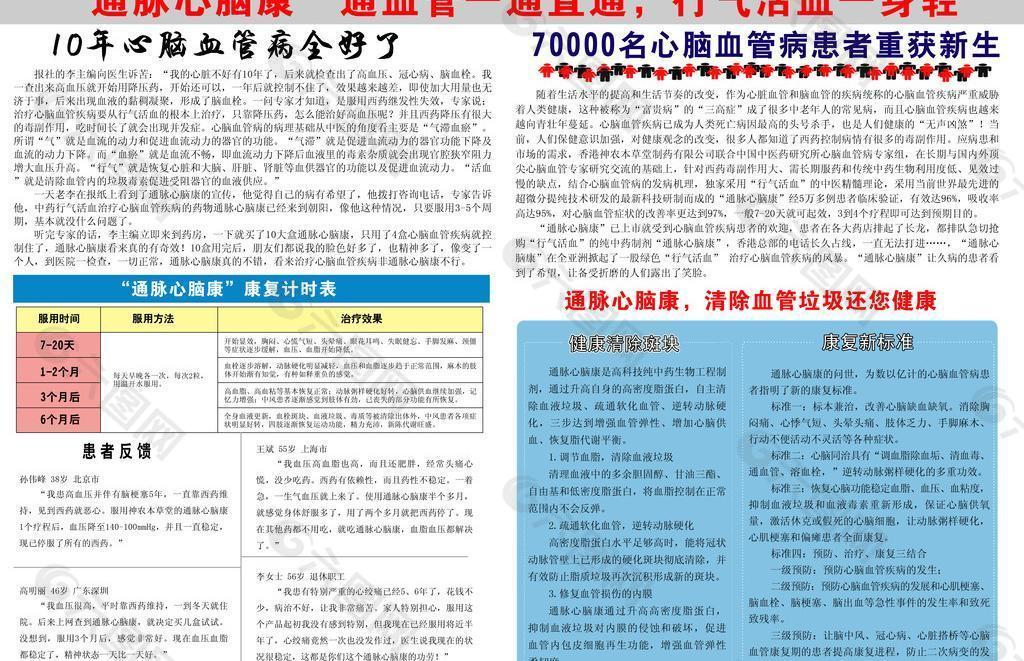 通脉心脑康 通血管一通直通，行气活血一身轻
10年心脑血管病全好了
报社的李主编向医生诉苦：“我的心脏不好有10年了，后来就检查出了高血压、冠心病、脑血栓。我
一查出来高血压就开始用降压药，开始还可以，一年后就控制不住了，效果越来越差，即使加大用量也无
济于事，后来出现血液的黏稠凝聚，形成了脑血栓。一问专家才知道，是服用西药继发性失效，专家说：
治疗心脑血管疾病要从行气活血的根本上治疗，只靠降压药，怎么能治好高血压呢？并且西药降压有很大
的毒副作用，吃时间长了就会出现并发症。心脑血管病的病理基础从中医的角度看主要是“气滞血瘀”。
所谓“气”就是血流的动力和促进血流动力的器官的功能。“气滞”就是促进血流动力的器官功能下降及
血流的动力下降。而“血瘀”就是血流不畅，即血流动力下降后血液里的毒素杂质就会出现官腔狭窄阻力
增大血压升高。“行气”就是恢复心脏和大脑、肝脏、肾脏等血供器官的功能以及促进血流动力。“活血
”就是清除血管内的垃圾毒素促进受阻器官的血液供应。”
一天老李在报纸上看到了通脉心脑康的宣传，他觉得自己的病有希望了，他拨打咨询电话，专家告诉
他，中药行气活血治疗心脑血管疾病的药物通脉心脑康已经来到朝阳，像他这种情况，只要服用3-5个周
期，基本就没什么问题了。
听完专家的话，李主编立即来到药房，一下就买了10大盒通脉心脑康，只用了4盒心脑血管疾病就控
制住了，通脉心脑康看来真的有奇效！10盒用完后，朋友们都说我的脸色好多了，也精神多了，像变了一
个人，到医院一检查，一切正常，通脉心脑康真的不错，看来治疗心脑血管疾病非通脉心脑康不行。
“通脉心脑康”康复计时表
服用时间 服用方法 治疗效果
7-20天
每天早晚各一次，每次2粒，
用温开水服用。
开始显效，胸闷、心慌气短、头晕痛、眼花耳鸣、失眠健忘、手脚发麻、颈僵
等症状逐步缓解，血压、血脂开始降低。
1-2个月
血栓逐步溶解，动脉硬化明显减轻，血压和血脂逐步趋于正常范围，麻木的肢
体开始渐有知觉，有种如释重负的感觉。
3个月后
高血脂、高血粘等基本恢复正常；动脉粥样硬化好转，心脑供血继续加强，记
忆力增强；中风患者逐渐感觉到肢体有劲，已丧失的部分功能有所恢复。
6个月后
全身血液更新，血栓斑块、血液垃圾、毒质等被清除出体外，中风患者各项症
状明显好转，四肢逐渐恢复运动功能，精力充沛，新陈代谢旺盛。
患者反馈
孙伟峰 38岁 北京市
“我患高血压并伴有脑梗塞5年，一直靠西药维
持，见到西药就恶心。服用神农本草堂的通脉心脑康
1个疗程后，血压降至140-100mmHg，并且一直稳定，
现已停服了所有的西药。”
高明丽 46岁 广东深圳
“我血压很高，平时靠西药维持，一到冬天就住
院。后来上网查到通脉心脑康，就决定买几盒试试。
没想到，服用3个月后，感觉非常好。现在血压血脂
都稳定了，精神状态一天比一天好。”
王斌 55岁 上海市
“我血压高血脂也高，而且还肥胖，经常头痛心
慌，没少吃药。西药有依赖性，而且药性不稳定。一着
急，一生气血压就上来了。使用通脉心脑康半个多月，
就感觉身体舒服多了，用了两个多月就把西药停了。现
在其他药都不用吃，就吃通脉心脑康，血脂血压都解决
了。”
李女士 56岁 退休职工
“我患有特别严重的心绞痛已经5、6年了，花钱不
少，病治不好，让我非常痛苦。家人特别担心，服用这
个产品起初我没有感到特别，但我现在已经服用将近半
年了，心绞痛竟然一次也没发作过，医生说我现在的状
况很稳定，这都是你们这个通脉心脑康的功劳！”
70000名心脑血管病患者重获新生
随着生活水平的提高和生活节奏的改变，作为心脏血管和脑血管的疾病统称的心脑血管疾病严重威胁
着人类健康，这种被称为“富贵病”的“三高症”成了很多中老年人的常见病，而且心脑血管疾病也越来
越向青壮年蔓延。心脑血管疾病已成为人类死亡病因最高的头号杀手，也是人们健康的“无声凶煞”！当
前，人们保健意识加强，对健康观念的改变，很多人都知道了西药控制病情有很多的毒副作用。应病患和
市场的需求，香港神农本草堂制药有限公司联合中国中医药研究所心脑血管病专家组，在长期与国内外顶
尖心脑血管专家研究交流的基础上，针对西药毒副作用大、需长期服药和传统中药生物利用度低、见效过
慢的缺点，结合心脑血管病的发病机理，独家采用“行气活血”的中医精髓理论，采用当前世界最先进的
超微分提纯技术研发的最新科技研制而成的“通脉心脑康”经5万多例患者临床验证，有效达96%，吸收率
高达95%，对心脑血管症状的改善率更达到97%，一般7-20天就可起效，3到4个疗程即可达到预期目的。
“通脉心脑康”已上市就受到心脑血管疾病患者的欢迎。患者在各大药店排起了长龙，都排队急切抢
购“行气活血”的纯中药制剂“通脉心脑康”，香港总部的电话长久占线，一直无法打进……，“通脉心
脑康”在全亚洲掀起了一股绿色“行气活血” 治疗心脑血管疾病的风暴。“通脉心脑康”让久病的患者看
到了希望，让备受折磨的人们露出了笑脸。
通脉心脑康，清除血管垃圾还您健康
健康清除斑块
通脉心脑康是高科技纯中药生物工程制
剂，通过升高自身的高密度脂蛋白，自主清
除血液垃圾、疏通软化血管、逆转动脉硬
化，三步达到增强血管弹性、增加心脑供
血、恢复脂代谢平衡。
1.调节血脂，清除血液垃圾
清理血液中的多余胆固醇、甘油三酯、
自由基和低密度脂蛋白，将血脂控制在正常
范围内不会反弹。
2.疏通软化血管，逆转动脉硬化
高密度脂蛋白水平足够高时，能将冠状
动脉管壁上已形成的硬化斑块彻底清除，并
有效防止脂质垃圾再次沉积形成新的斑块。
3.修复血管损伤的内膜
通脉心脑康通过升高高密度脂蛋白，
抑制血液垃圾对内膜的侵蚀和破坏，促进
血管内包皮细胞再生功能，增强血管弹性
康复新标准
通脉心脑康的问世，为数以亿计的心脑血管病患
者指明了新的康复标准。
标准一：标本兼治，改善心脑缺血缺氧。消除胸
闷痛、心悸气短、头晕头痛、肢体乏力、手脚麻木、
行动不便活动不灵活等各种症状。
标准二：心脑同治具有“调血脂除血垢、清血毒、
通血管、溶血栓，”逆转动脉粥样硬化的多重功效。
标准三：恢复心脑功能稳定血脂、血压、血粘度，
抑制血液垃圾和血液毒素重新形成，保证心脑供氧
量，激活休克或假死的心脑细胞，让动脉粥样硬化，
心肌梗塞和偏瘫患者全面康复。
标准四：预防、治疗、康复三结合
一级预防：预防心脑血管疾病的发生；
二级预防：预防心脑血管疾病的发展和心肌梗塞、
脑血栓、脑梗塞、脑出血等急性事件的发生率和致死
致残率。
三级预防：让脑中风、冠心病、心脏搭桥等心脑
血管病的康复患者提高康复进程，防止二次病变的发